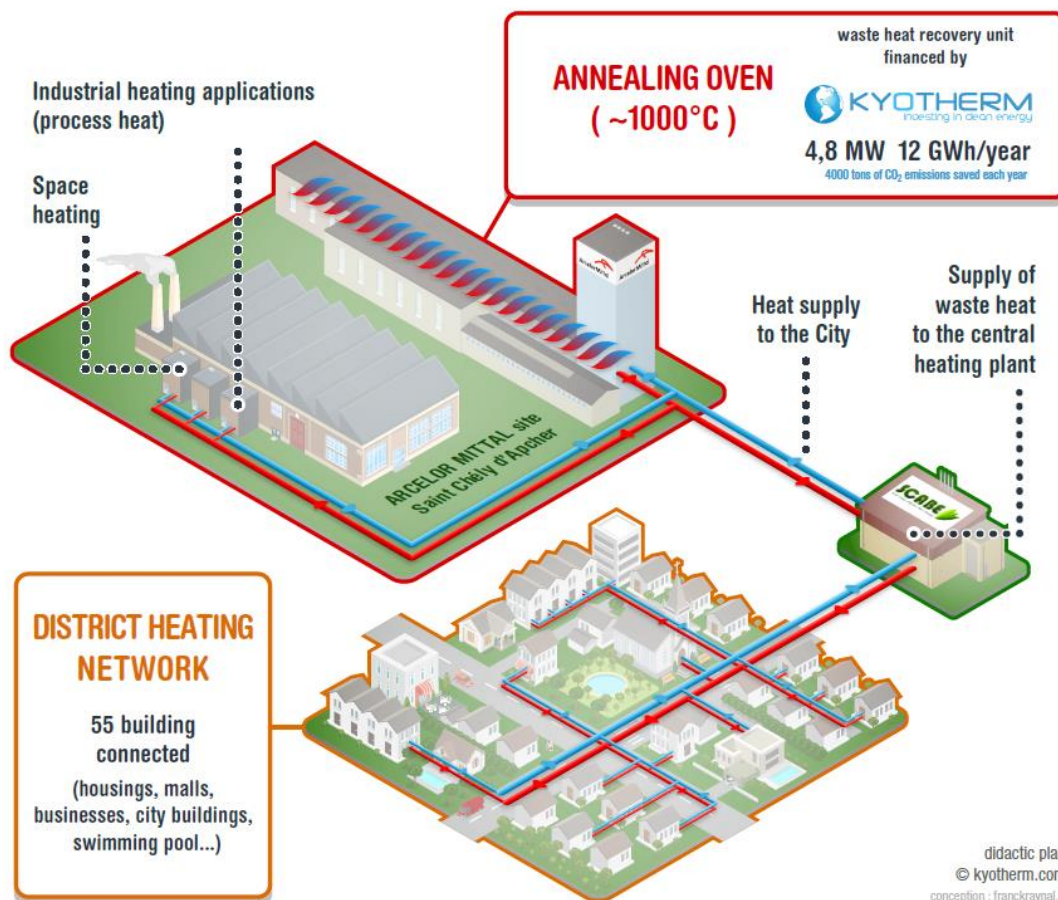 waste heat recovery unit
financed by
KYOTHERM
investing in clean energy
4,8 MW 12 GWh/year
4000 tons of CO₂ emissions saved each year
ANNEALING OVEN
( ~1000°C )
Industrial heating applications
(process heat)
Space
heating
ArcelorMittal
ArcelorMittal
Heat supply
to the City
Supply of
waste heat
to the central
heating plant
ARCELOR MITTAL site
Saint Chély d'Apcher
SCABE
DISTRICT HEATING
NETWORK
55 building
connected
(housings, malls,
businesses, city buildings,
swimming pool...)
didactic pla
© kyotherm.com
conception : franckraynal.